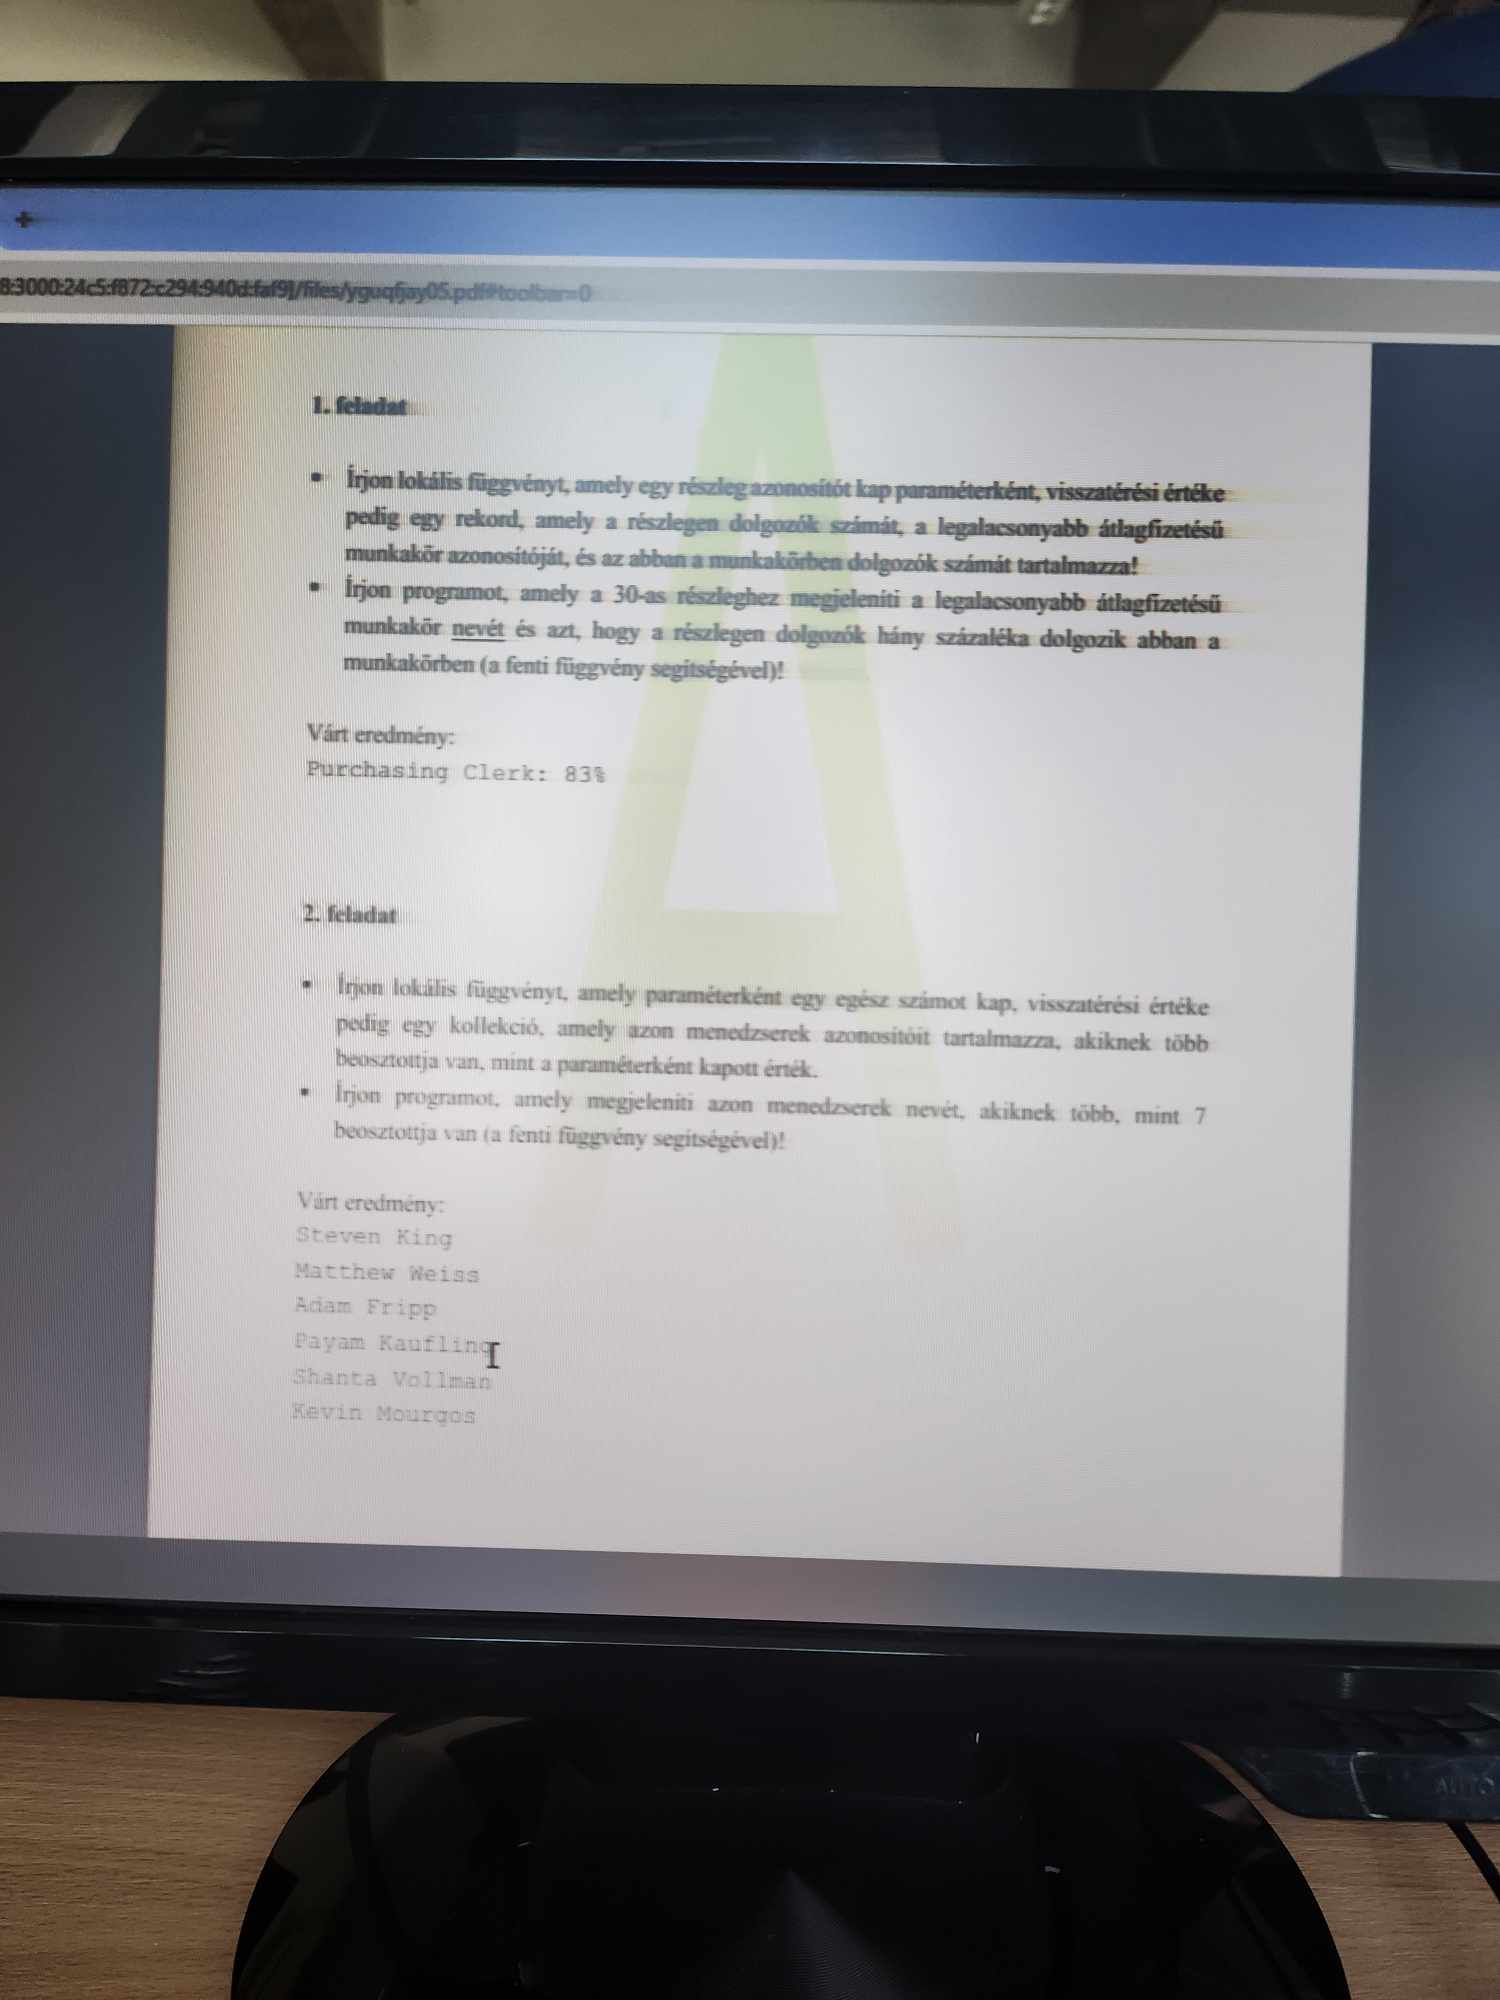 +
8:3000:24c5:f872:c294:940d:faf9]/files/yguqfjay05.pdf#toolbar=0
1. feladat
▪ Írjon lokális függvényt, amely egy részleg azonosítót kap paraméterként, visszatérési értéke
pedig egy rekord, amely a részlegen dolgozók számát, a legalacsonyabb átlagfizetésű
munkakör azonosítóját, és az abban a munkakörben dolgozók számát tartalmazza!
▪ Írjon programot, amely a 30-as részleghez megjeleníti a legalacsonyabb átlagfizetésű
munkakör nevét és azt, hogy a részlegen dolgozók hány százaléka dolgozik abban a
munkakörben (a fenti függvény segítségével)!
Várt eredmény:
Purchasing Clerk: 83%
2. feladat
▪ Írjon lokális függvényt, amely paraméterként egy egész számot kap, visszatérési értéke
pedig egy kollekció, amely azon menedzserek azonosítóit tartalmazza, akiknek több
beosztottja van, mint a paraméterként kapott érték.
▪ Írjon programot, amely megjeleníti azon menedzserek nevét, akiknek több, mint 7
beosztottja van (a fenti függvény segítségével)!
Várt eredmény:
Steven King
Matthew Weiss
Adam Fripp
Payam Kaufling
Shanta Vollman
Kevin Mourgos
AUTO